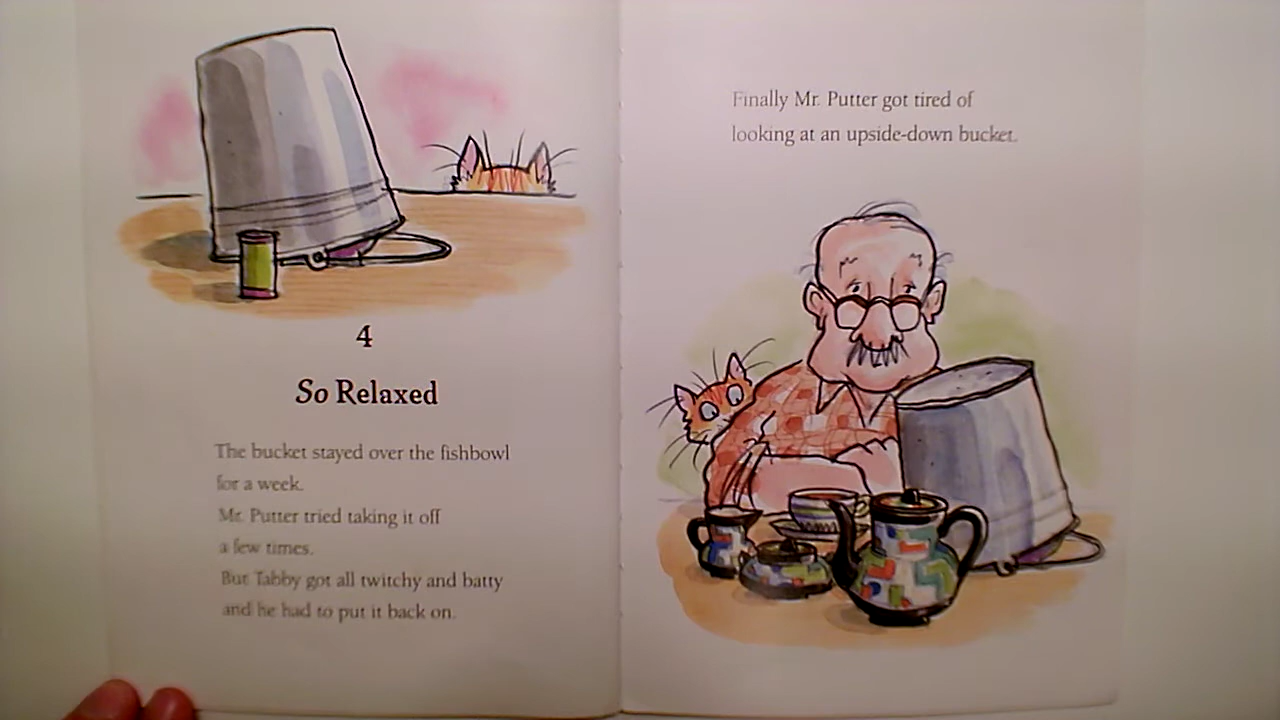 4
So Relaxed
The bucket stayed over the fishbowl
for a week.
Mr. Putter tried taking it off
a few times.
But Tabby got all twitchy and batty
and he had to put it back on.
Finally Mr. Putter got tired of
looking at an upside-down bucket.